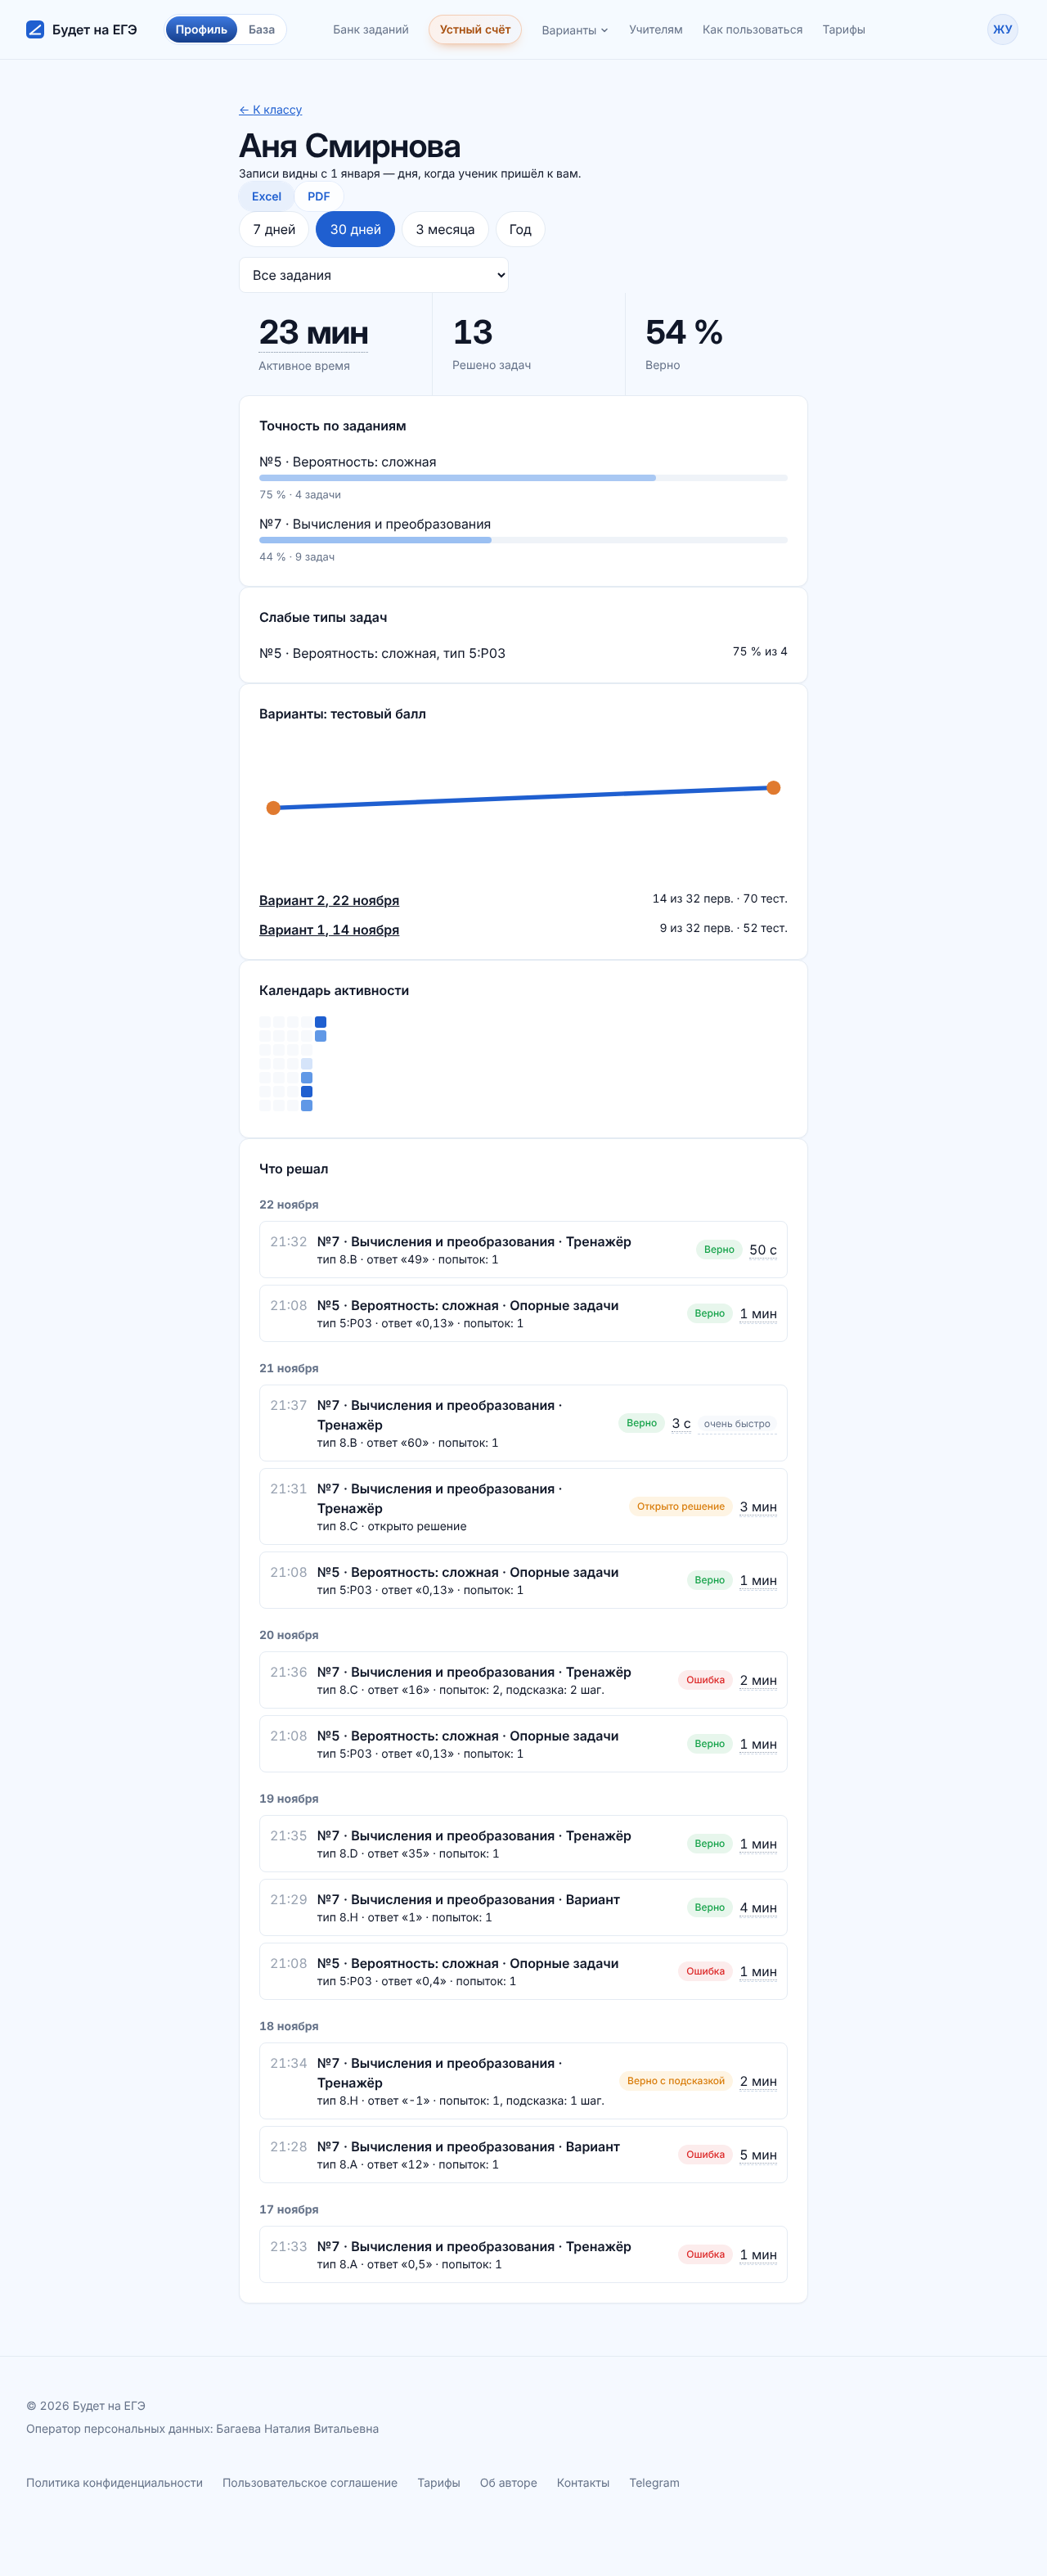 Будет на ЕГЭ
Профиль База
Банк заданий
Устный счёт
Варианты
Учителям
Как пользоваться
Тарифы
ЖУ
← К классу
Аня Смирнова
Записи видны с 1 января — дня, когда ученик пришёл к вам.
Excel PDF
7 дней 30 дней 3 месяца Год
Все задания
23 мин
Активное время
13
Решено задач
54 %
Верно
Точность по заданиям
№5 · Вероятность: сложная
75 % · 4 задачи
№7 · Вычисления и преобразования
44 % · 9 задач
Слабые типы задач
№5 · Вероятность: сложная, тип 5:P03 75 % из 4
Варианты: тестовый балл
Вариант 2, 22 ноября 14 из 32 перв. · 70 тест.
Вариант 1, 14 ноября 9 из 32 перв. · 52 тест.
Календарь активности
Что решал
22 ноября
21:32 №7 · Вычисления и преобразования · Тренажёр Верно 50 с
тип 8.B · ответ «49» · попыток: 1
21:08 №5 · Вероятность: сложная · Опорные задачи Верно 1 мин
тип 5:P03 · ответ «0,13» · попыток: 1
21 ноября
21:37 №7 · Вычисления и преобразования ·
Тренажёр Верно 3 с очень быстро
тип 8.B · ответ «60» · попыток: 1
21:31 №7 · Вычисления и преобразования ·
Тренажёр Открыто решение 3 мин
тип 8.C · открыто решение
21:08 №5 · Вероятность: сложная · Опорные задачи Верно 1 мин
тип 5:P03 · ответ «0,13» · попыток: 1
20 ноября
21:36 №7 · Вычисления и преобразования · Тренажёр Ошибка 2 мин
тип 8.C · ответ «16» · попыток: 2, подсказка: 2 шаг.
21:08 №5 · Вероятность: сложная · Опорные задачи Верно 1 мин
тип 5:P03 · ответ «0,13» · попыток: 1
19 ноября
21:35 №7 · Вычисления и преобразования · Тренажёр Верно 1 мин
тип 8.D · ответ «35» · попыток: 1
21:29 №7 · Вычисления и преобразования · Вариант Верно 4 мин
тип 8.H · ответ «1» · попыток: 1
21:08 №5 · Вероятность: сложная · Опорные задачи Ошибка 1 мин
тип 5:P03 · ответ «0,4» · попыток: 1
18 ноября
21:34 №7 · Вычисления и преобразования ·
Тренажёр Верно с подсказкой 2 мин
тип 8.H · ответ «-1» · попыток: 1, подсказка: 1 шаг.
21:28 №7 · Вычисления и преобразования · Вариант Ошибка 5 мин
тип 8.A · ответ «12» · попыток: 1
17 ноября
21:33 №7 · Вычисления и преобразования · Тренажёр Ошибка 1 мин
тип 8.A · ответ «0,5» · попыток: 1
© 2026 Будет на ЕГЭ
Оператор персональных данных: Багаева Наталия Витальевна
Политика конфиденциальности Пользовательское соглашение Тарифы Об авторе Контакты Telegram